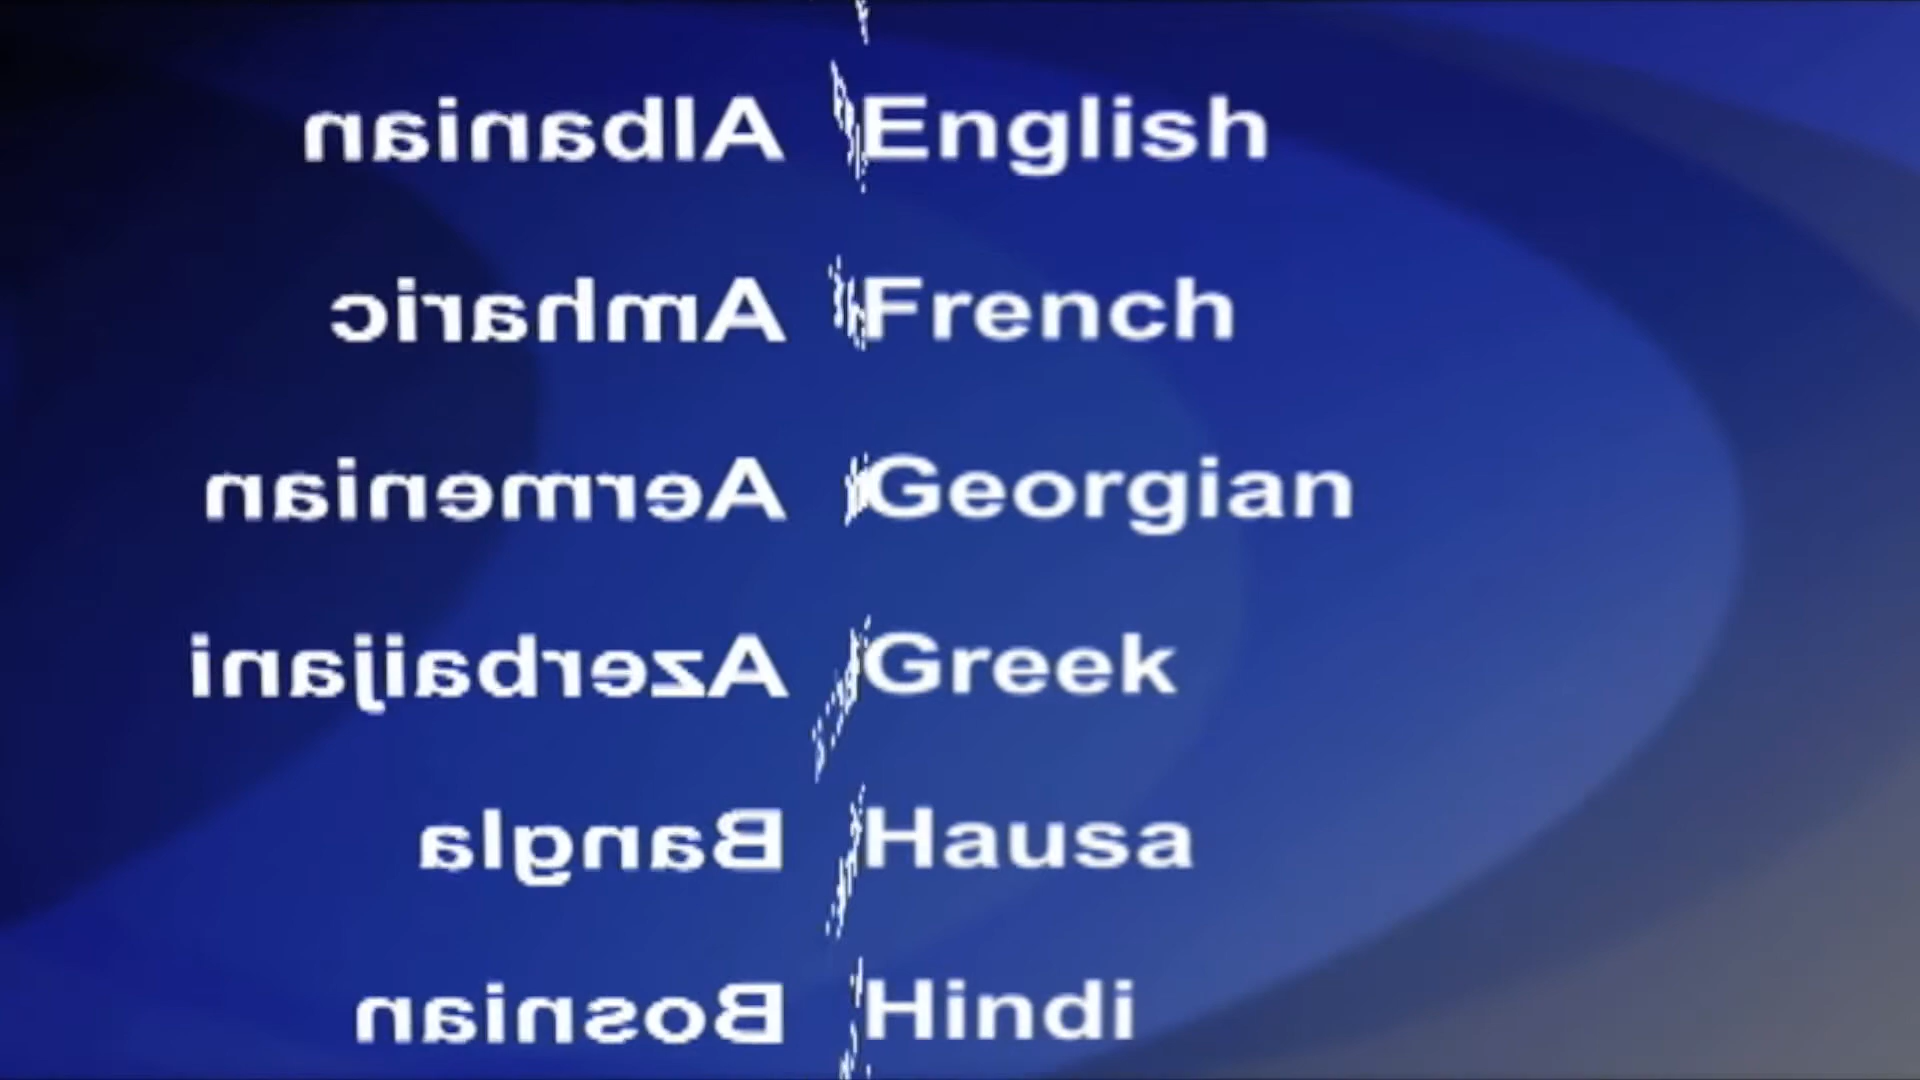 Albanian English
Amharic French
Aermenian Georgian
Azerbaijani Greek
Bangla Hausa
Bosnian Hindi